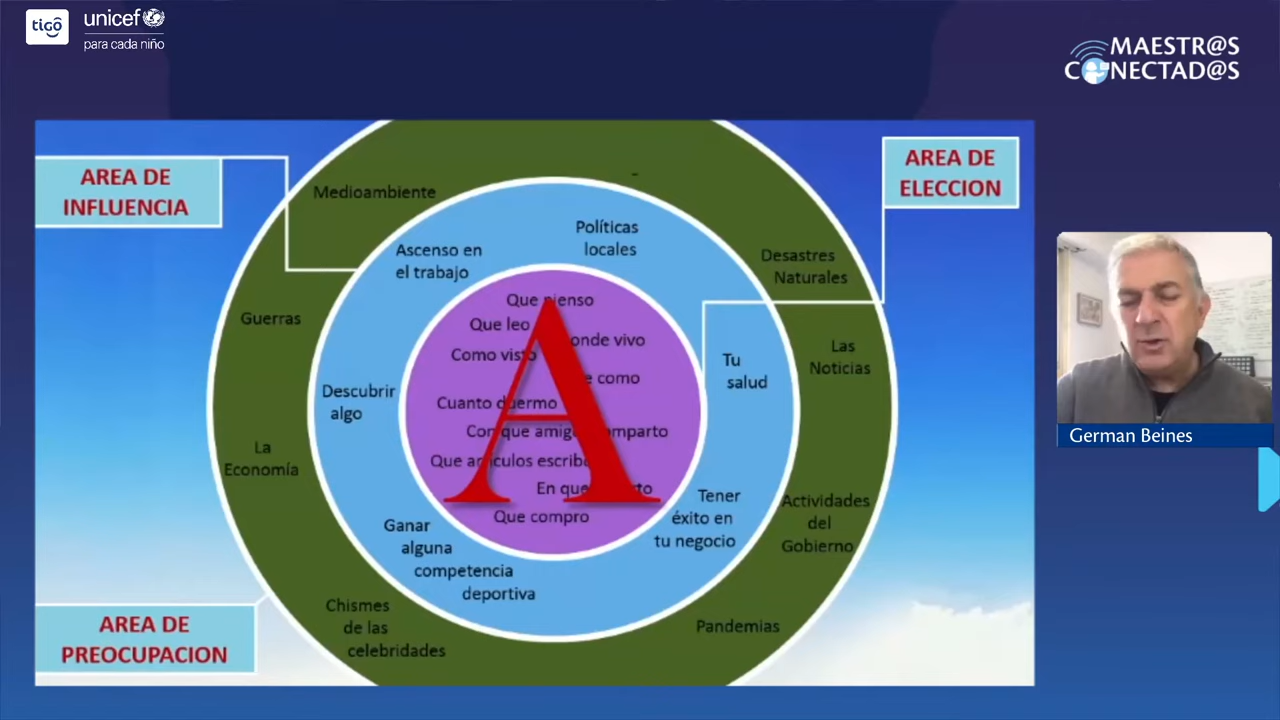 tigo
unicef
para cada niño
MAESTR@S
CONECTAD@S
AREA DE
INFLUENCIA
AREA DE
ELECCION
Medioambiente
Ascenso en
el trabajo
Políticas
locales
Desastres
Naturales
Guerras
Las
Noticias
Que pienso
Que leo
onde vivo
Como visto
e como
Cuanto duermo
Con que amig omparto
Que artículos escrib
En que
Que compro
Tu
salud
Descubrir
algo
La
Economía
Ganar
alguna
competencia
deportiva
Tener
éxito en
tu negocio
Actividades
del
Gobierno
Chismes
de las
celebridades
Pandemias
AREA DE
PREOCUPACION
A
German Beines